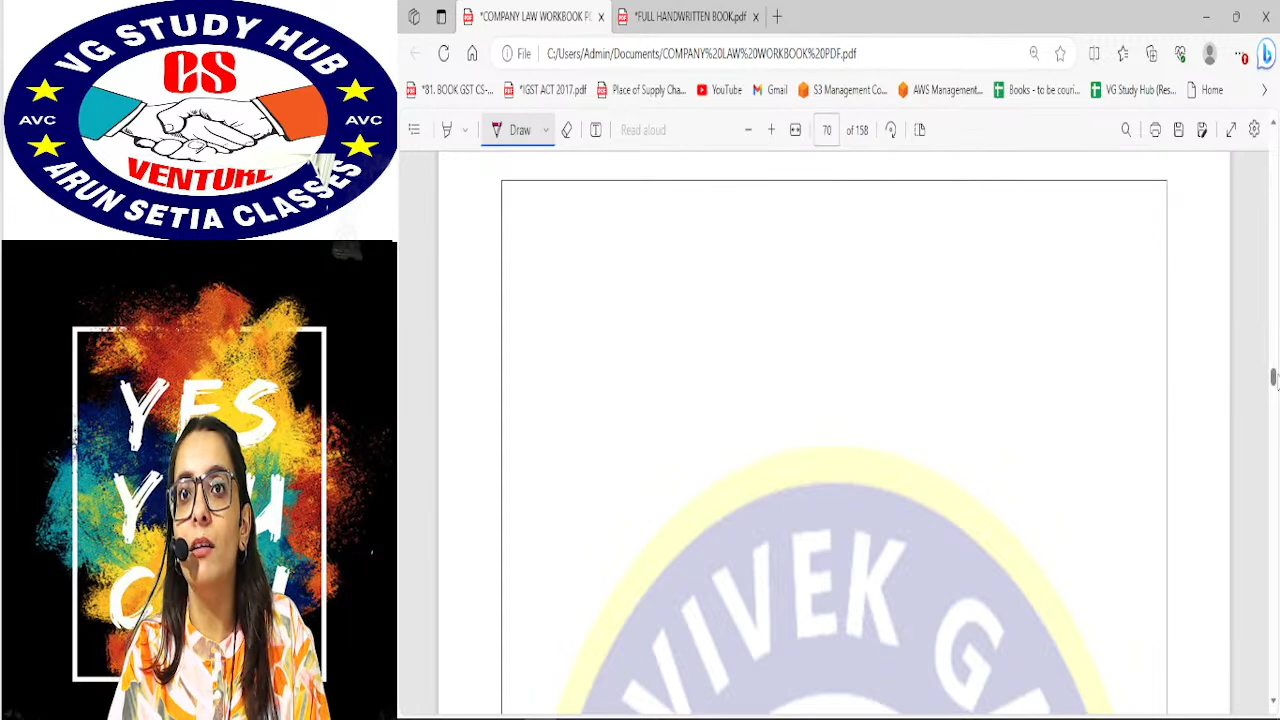 VG STUDY HUB
CS
AVC
AVC
VENTURE
ARUN SETIA CLASSES
YES
*COMPANY LAW WORKBOOK P
*FULL HANDWRITTEN BOOK.pdf
File
C:/Users/Admin/Documents/COMPANY%20LAW%20WORKBOOK%20PDF.pdf
*81. BOOK GST CS-...
*IGST ACT 2017.pdf
Place of Supply Cha...
YouTube
Gmail
S3 Management Co...
AWS Management...
Books - to be couri...
VG Study Hub (Res...
Home
Draw
Read aloud
70 of 158
VIVEK